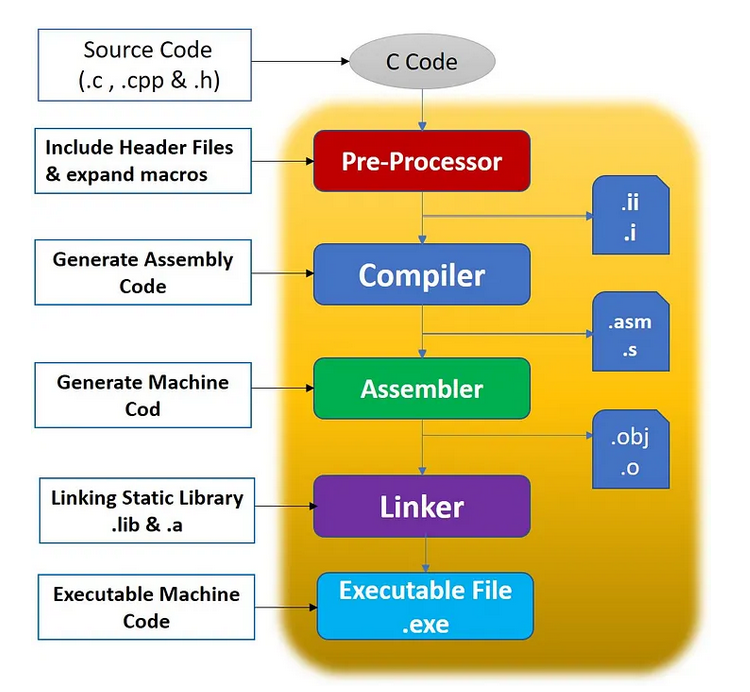 Source Code
(.c , .cpp & .h)
C Code
Include Header Files
& expand macros
Pre-Processor
.ii
.i
Generate Assembly
Code
Compiler
.asm
.s
Generate Machine
Cod
Assembler
.obj
.o
Linking Static Library
.lib & .a
Linker
Executable Machine
Code
Executable File
.exe